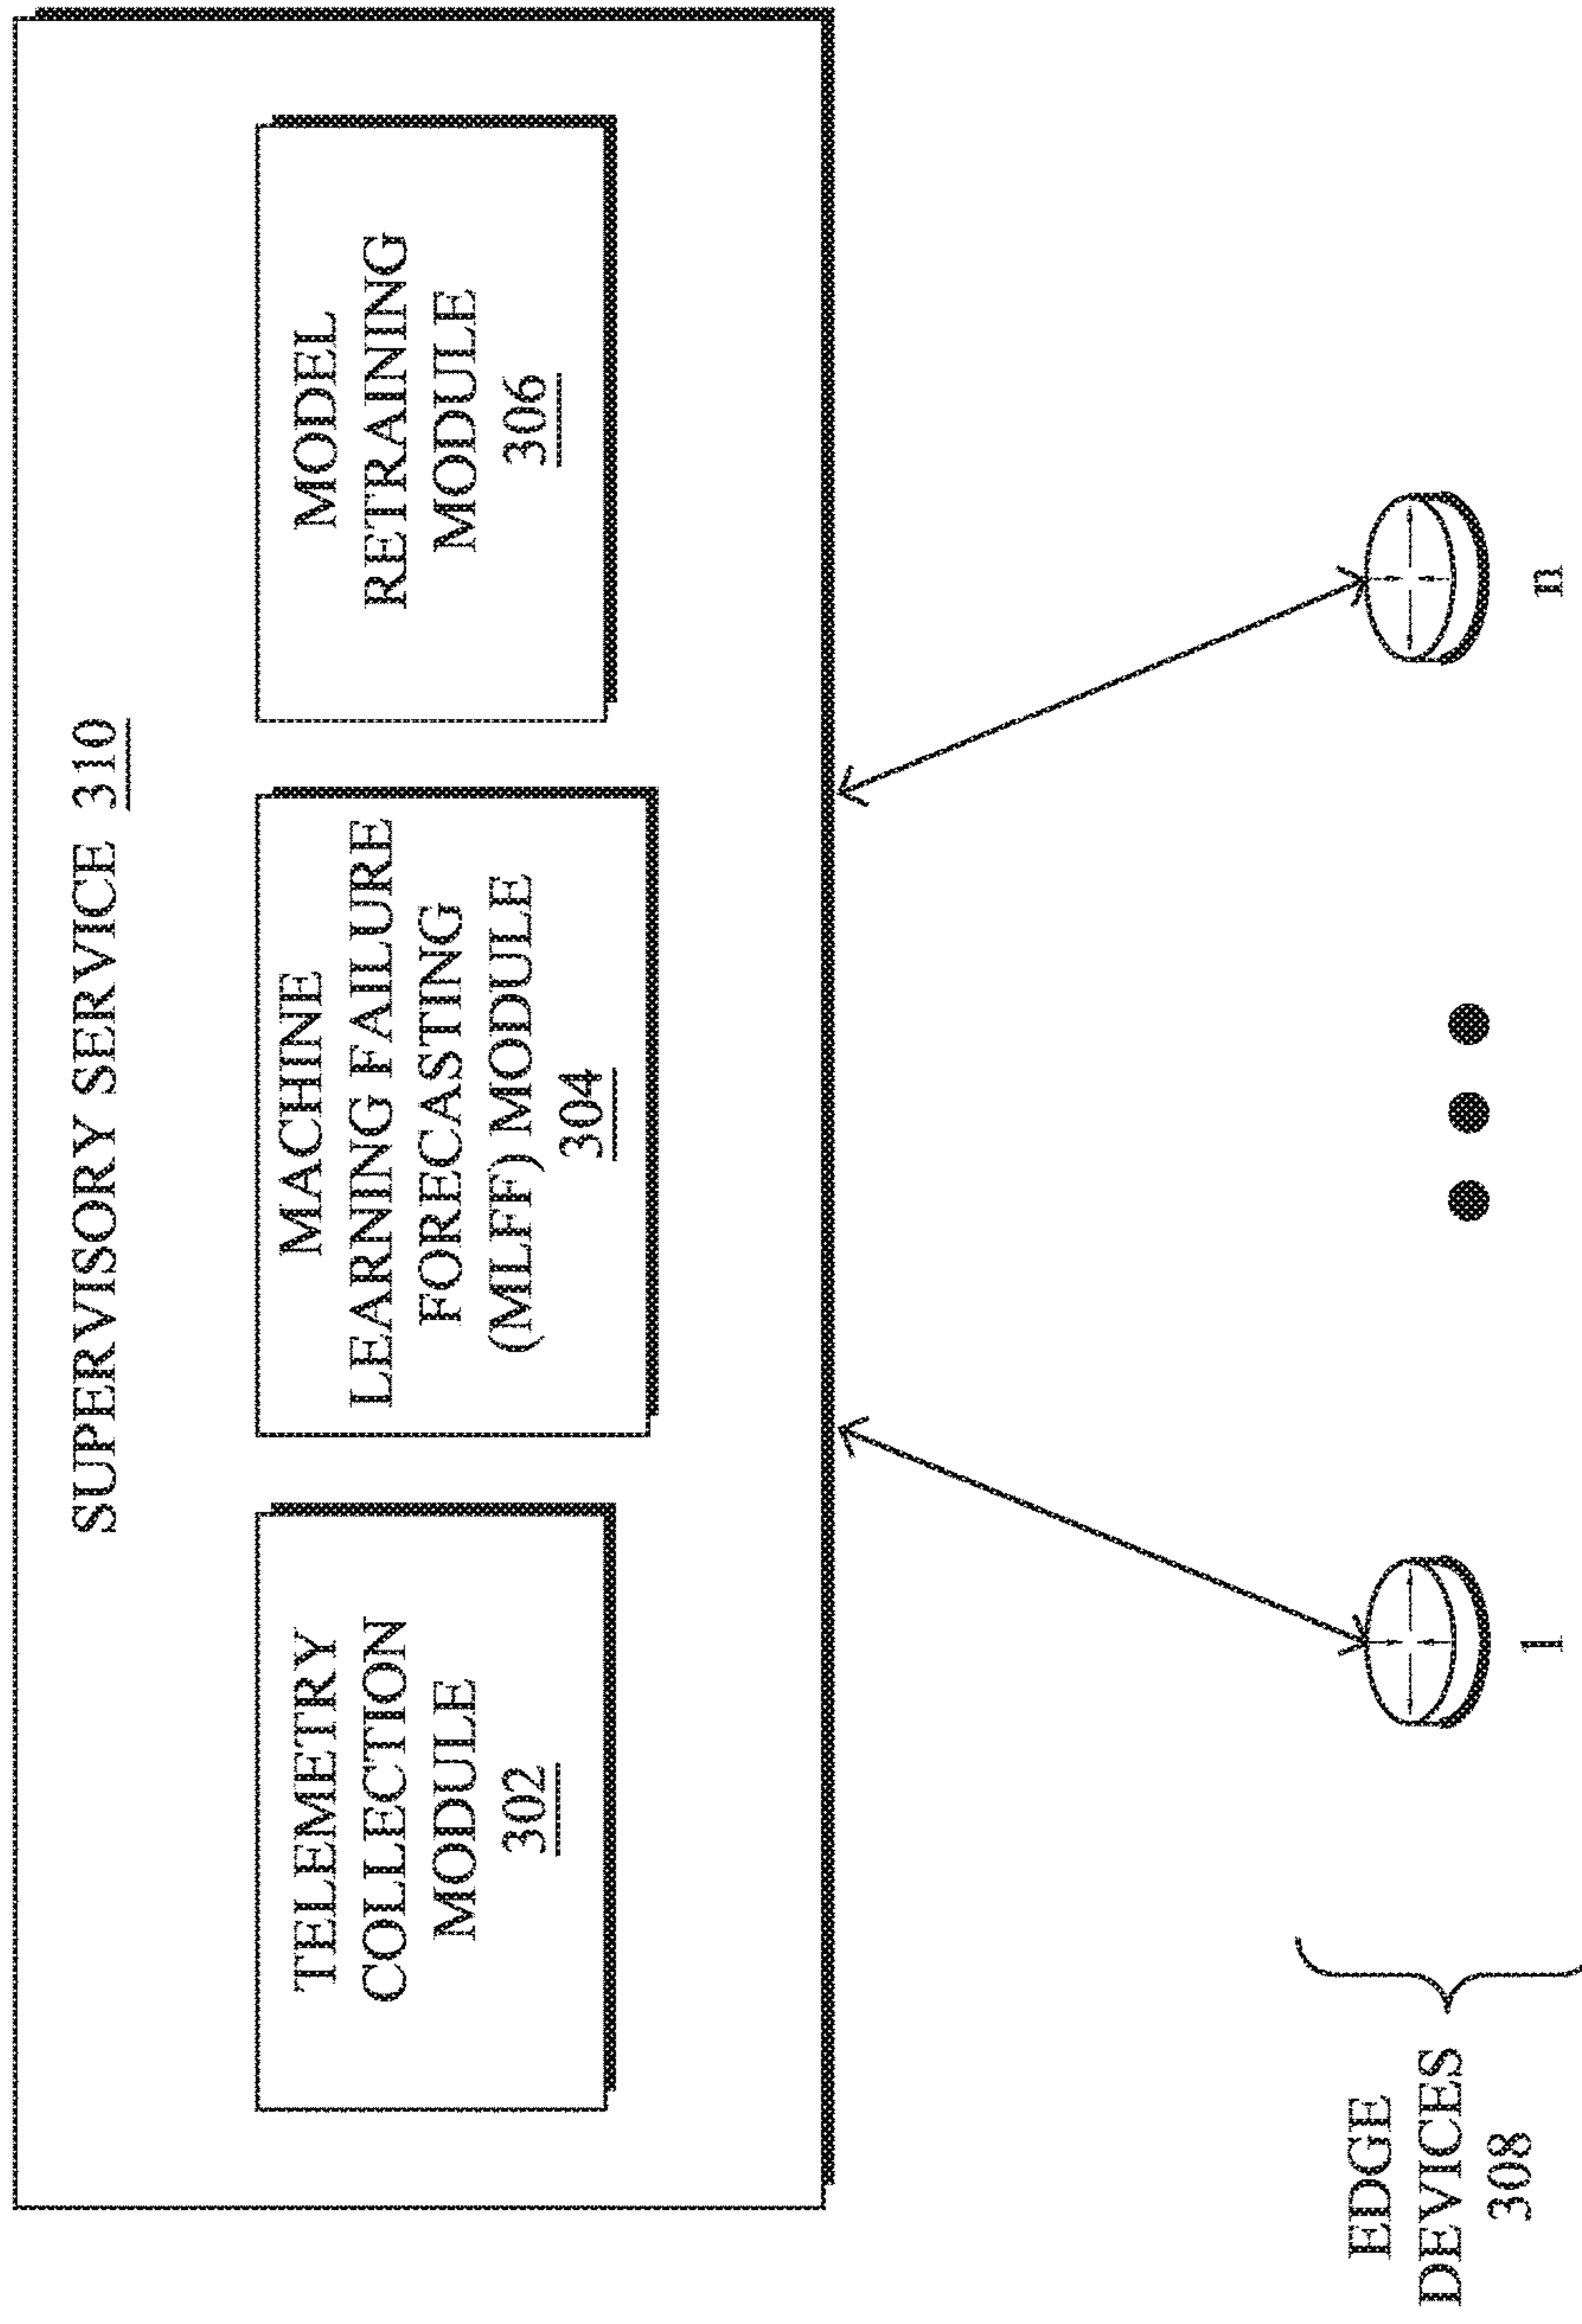 SUPERVISORY SERVICE 310
TELEMETRY
COLLECTION
MODULE
302
MACHINE
LEARNING FAILURE
FORECASTING
(MLFF) MODULE
304
MODEL
RETRAINING
MODULE
306
EDGE
DEVICES
308
1
n